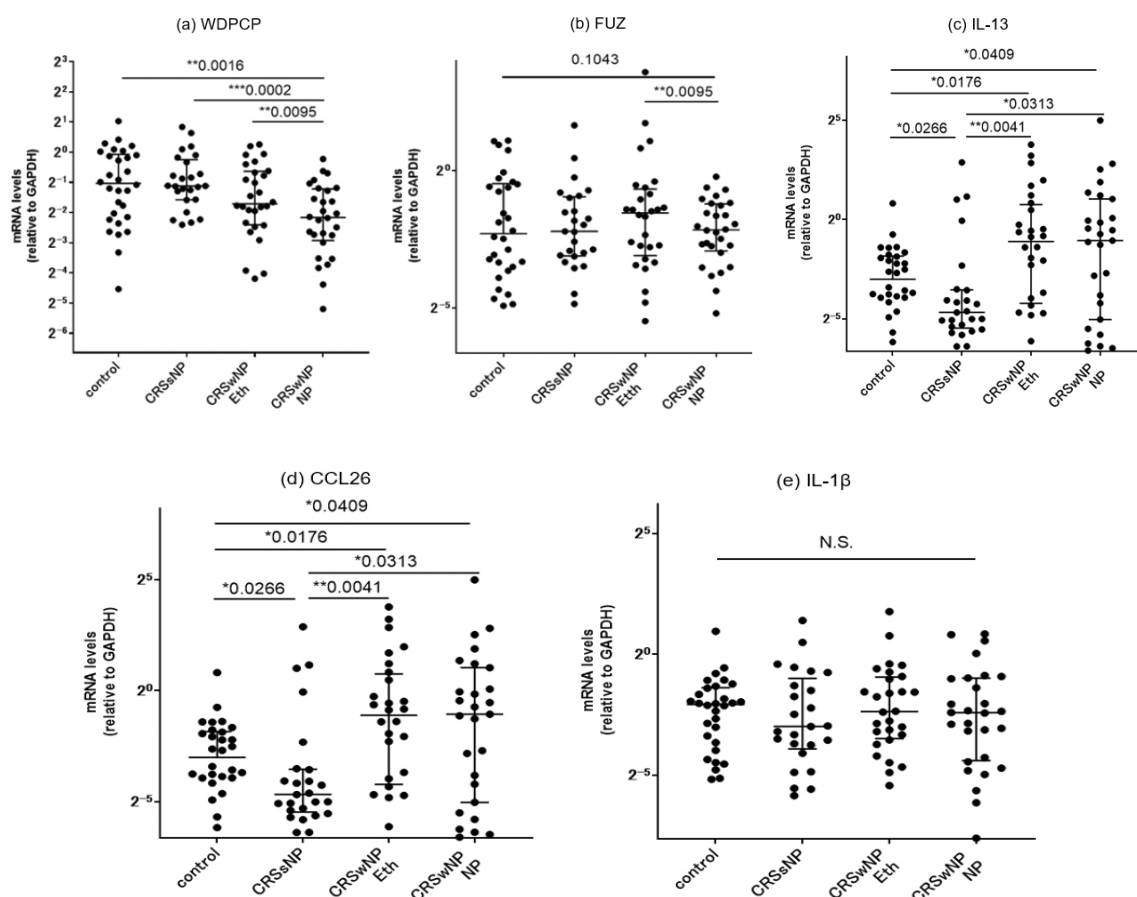 (a) WDPCP
mRNA levels
(relative to GAPDH)
2³
2²
2¹
2⁰
2⁻¹
2⁻²
2⁻³
2⁻⁴
2⁻⁵
2⁻⁶
**0.0016
***0.0002
**0.0095
control
CRSsNP
CRSwNP
Eth
CRSwNP
NP
(b) FUZ
mRNA levels
(relative to GAPDH)
2⁰
2⁻⁵
0.1043
**0.0095
control
CRSsNP
CRSwNP
Etth
CRSwNP
NP
(c) IL-13
mRNA levels
(relative to GAPDH)
2⁵
2⁰
2⁻⁵
*0.0409
*0.0176
*0.0313
*0.0266
**0.0041
control
CRSsNP
CRSwNP
Eth
CRSwNP
NP
(d) CCL26
mRNA levels
(relative to GAPDH)
2⁵
2⁰
2⁻⁵
*0.0409
*0.0176
*0.0313
*0.0266
**0.0041
control
CRSsNP
CRSwNP
Eth
CRSwNP
NP
(e) IL-1β
mRNA levels
(relative to GAPDH)
2⁵
2⁰
2⁻⁵
N.S.
control
CRSsNP
CRSwNP
Eth
CRSwNP
NP